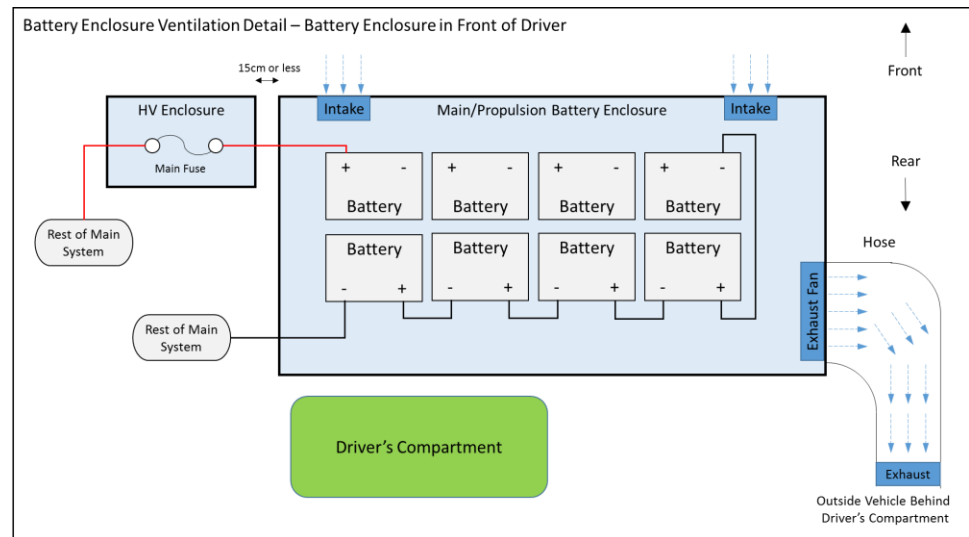 Battery Enclosure Ventilation Detail – Battery Enclosure in Front of Driver
Front
15cm or less
HV Enclosure
Main Fuse
Intake
Main/Propulsion Battery Enclosure
Intake
+ -
Battery
+ -
Battery
+ -
Battery
+ -
Battery
Battery
- +
Battery
- +
Battery
- +
Battery
- +
Rest of Main
System
Rest of Main
System
Rear
Hose
Exhaust Fan
Exhaust
Outside Vehicle Behind
Driver's Compartment
Driver's Compartment